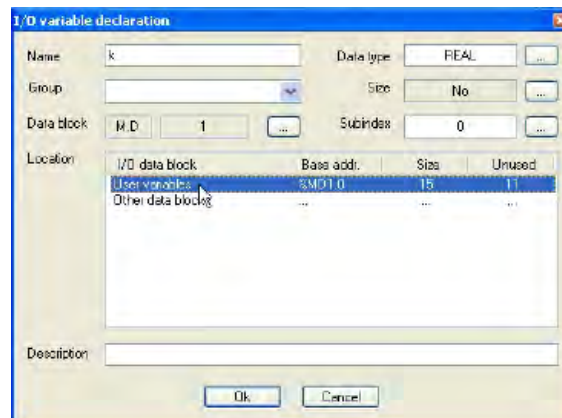 I/O variable declaration
Name k Data type REAL ...
Group Size No ...
Data block M.D 1 ... Subindex 0 ...
Location
I/O data block Base addr. Size Unused
User variables %MD1.0 15 11
Other data blocks ... ... ...
Description
Ok Cancel